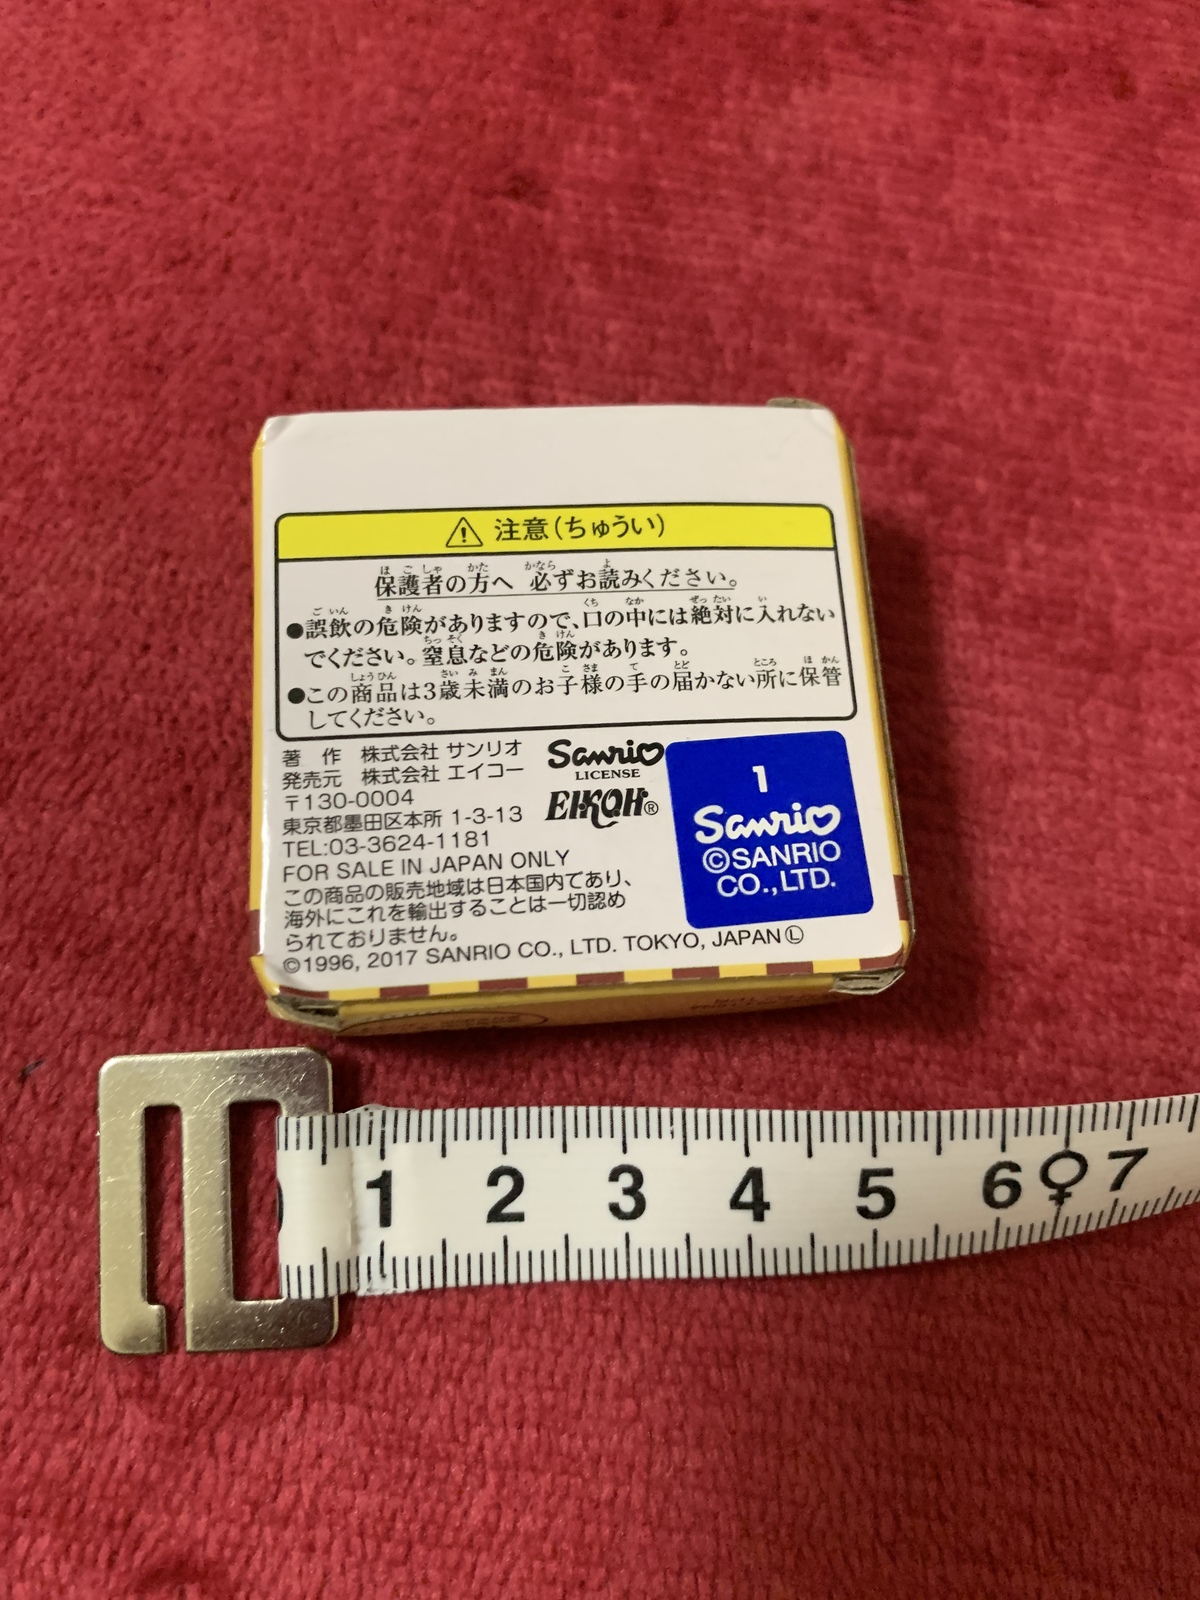 注意(ちゅうい)
保護者の方へ 必ずお読みください。
●誤飲の危険がありますので、口の中には絶対に入れない
でください。窒息などの危険があります。
●この商品は3歳未満のお子様の手の届かない所に保管
してください。
著 作 株式会社 サンリオ
発売元 株式会社 エイコー
〒130-0004
東京都墨田区本所 1-3-13
TEL:03-3624-1181
FOR SALE IN JAPAN ONLY
この商品の販売地域は日本国内であり、
海外にこれを輸出することは一切認め
られておりません。
©1996, 2017 SANRIO CO., LTD. TOKYO, JAPAN Ⓛ
Sanrio
LICENSE
EIKOH®
1
Sanrio
©SANRIO
CO.,LTD.
1 2 3 4 5 6 ♀ 7